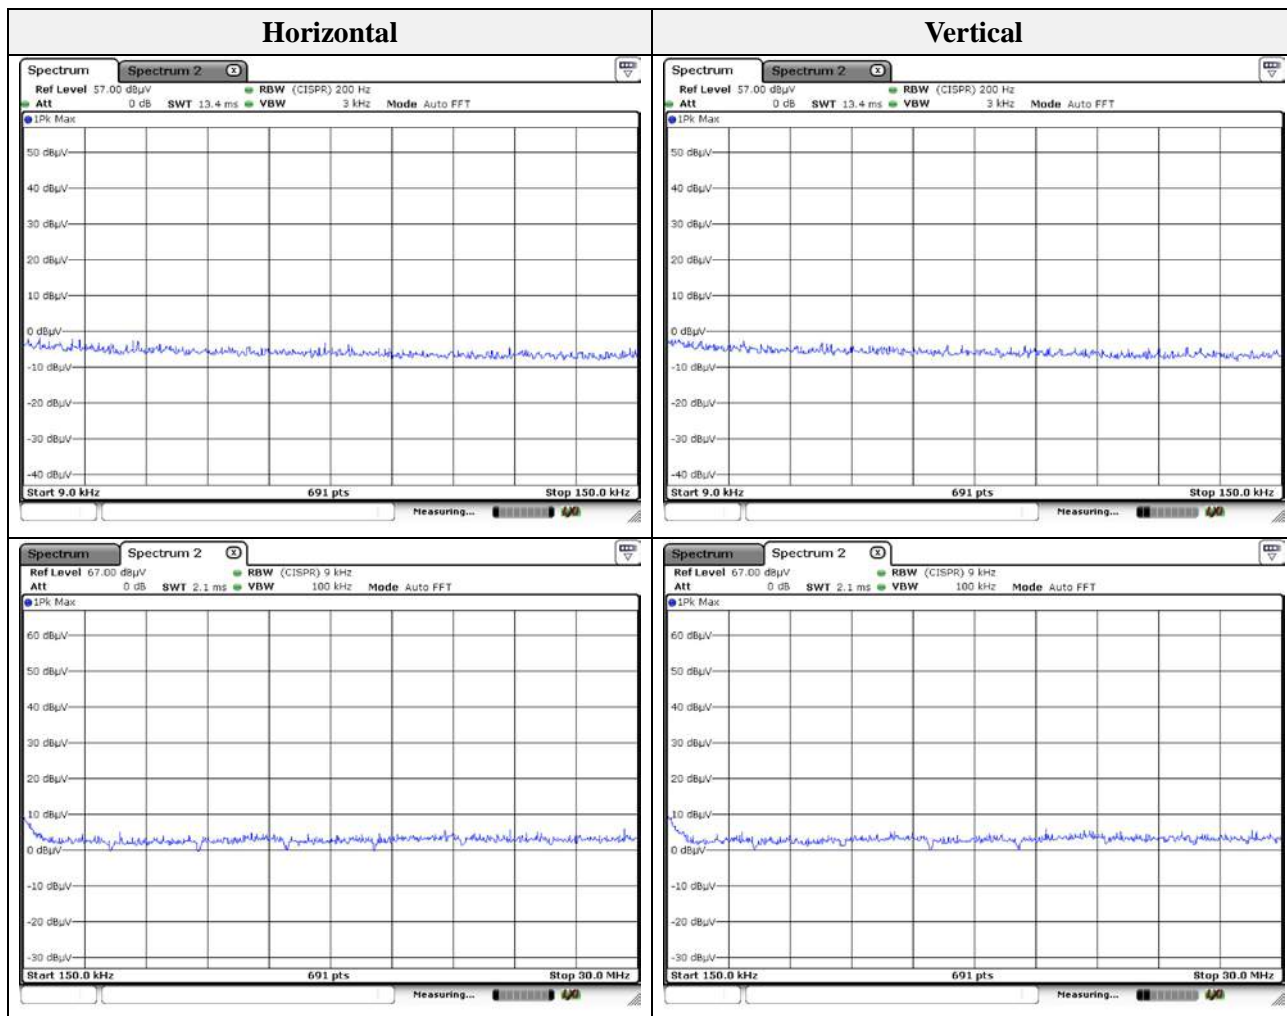 Horizontal
Vertical
Spectrum Spectrum 2 X
Ref Level 57.00 dBµV RBW (CISPR) 200 Hz
Att 0 dB SWT 13.4 ms VBW 3 kHz Mode Auto FFT
1Pk Max
50 dBµV
40 dBµV
30 dBµV
20 dBµV
10 dBµV
0 dBµV
-10 dBµV
-20 dBµV
-30 dBµV
-40 dBµV
Start 9.0 kHz 691 pts Stop 150.0 kHz
Measuring...
Spectrum Spectrum 2 X
Ref Level 57.00 dBµV RBW (CISPR) 200 Hz
Att 0 dB SWT 13.4 ms VBW 3 kHz Mode Auto FFT
1Pk Max
50 dBµV
40 dBµV
30 dBµV
20 dBµV
10 dBµV
0 dBµV
-10 dBµV
-20 dBµV
-30 dBµV
-40 dBµV
Start 9.0 kHz 691 pts Stop 150.0 kHz
Measuring...
Spectrum Spectrum 2 X
Ref Level 67.00 dBµV RBW (CISPR) 9 kHz
Att 0 dB SWT 2.1 ms VBW 100 kHz Mode Auto FFT
1Pk Max
60 dBµV
50 dBµV
40 dBµV
30 dBµV
20 dBµV
10 dBµV
0 dBµV
-10 dBµV
-20 dBµV
-30 dBµV
Start 150.0 kHz 691 pts Stop 30.0 MHz
Measuring...
Spectrum Spectrum 2 X
Ref Level 67.00 dBµV RBW (CISPR) 9 kHz
Att 0 dB SWT 2.1 ms VBW 100 kHz Mode Auto FFT
1Pk Max
60 dBµV
50 dBµV
40 dBµV
30 dBµV
20 dBµV
10 dBµV
0 dBµV
-10 dBµV
-20 dBµV
-30 dBµV
Start 150.0 kHz 691 pts Stop 30.0 MHz
Measuring...